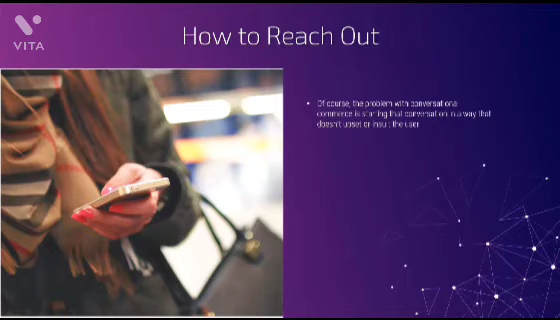 VITA
How to Reach Out
Of course, the problem with conversational
commerce is starting that conversation in a way that
doesn't upset or insult the user